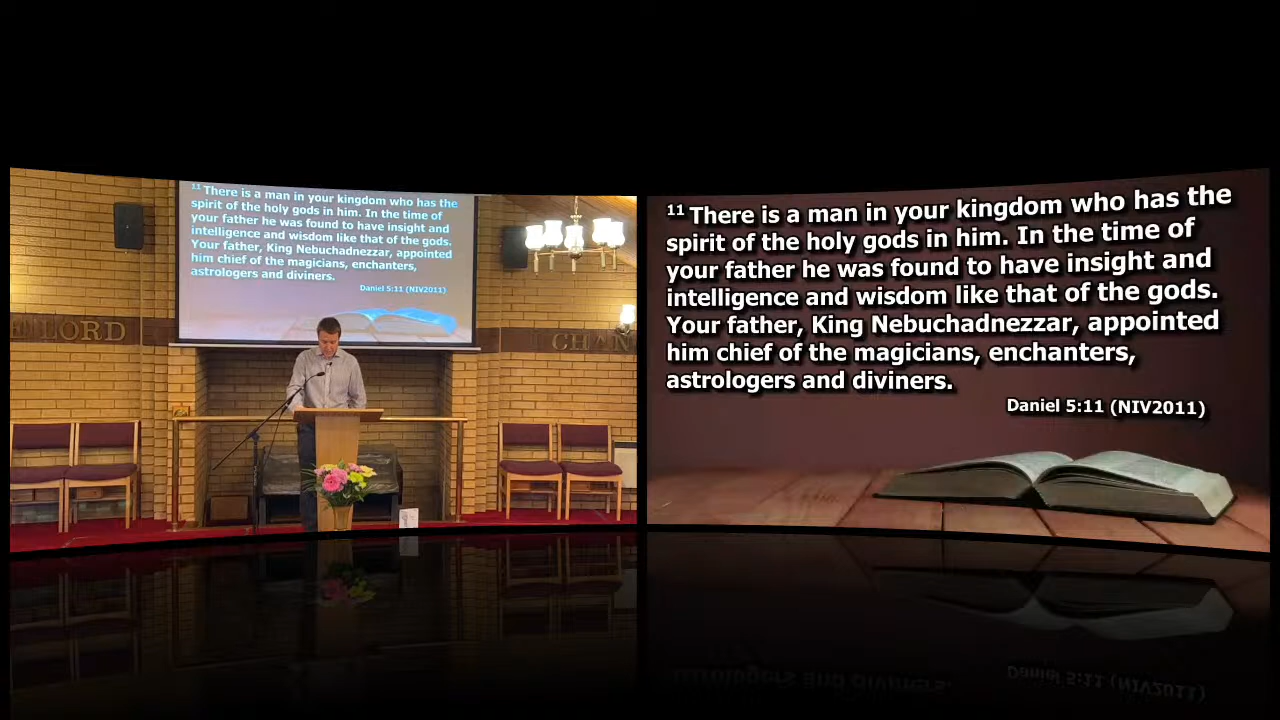 11 There is a man in your kingdom who has the
spirit of the holy gods in him. In the time of
your father he was found to have insight and
intelligence and wisdom like that of the gods.
Your father, King Nebuchadnezzar, appointed
him chief of the magicians, enchanters,
astrologers and diviners.
Daniel 5:11 (NIV2011)
LORD
CHAN
11 There is a man in your kingdom who has the
spirit of the holy gods in him. In the time of
your father he was found to have insight and
intelligence and wisdom like that of the gods.
Your father, King Nebuchadnezzar, appointed
him chief of the magicians, enchanters,
astrologers and diviners.
Daniel 5:11 (NIV2011)